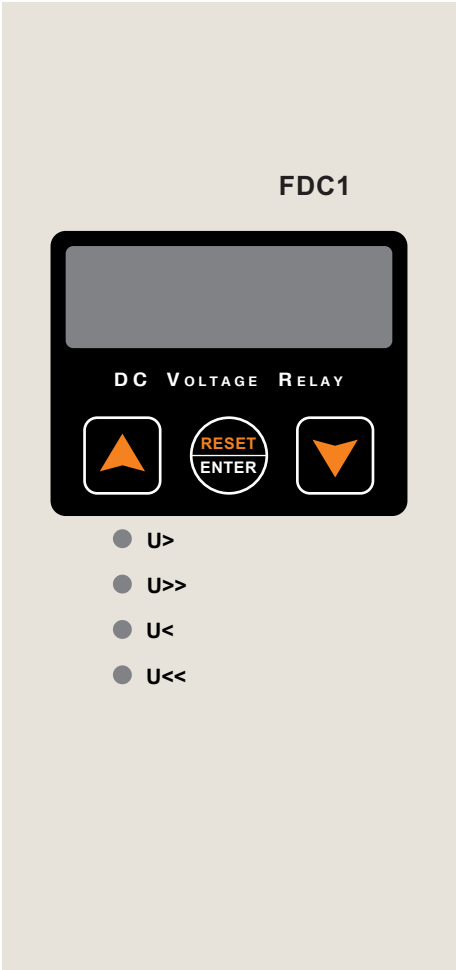 FDC1
DC VOLTAGE RELAY
RESET
ENTER
U>
U>>
U<
U<<